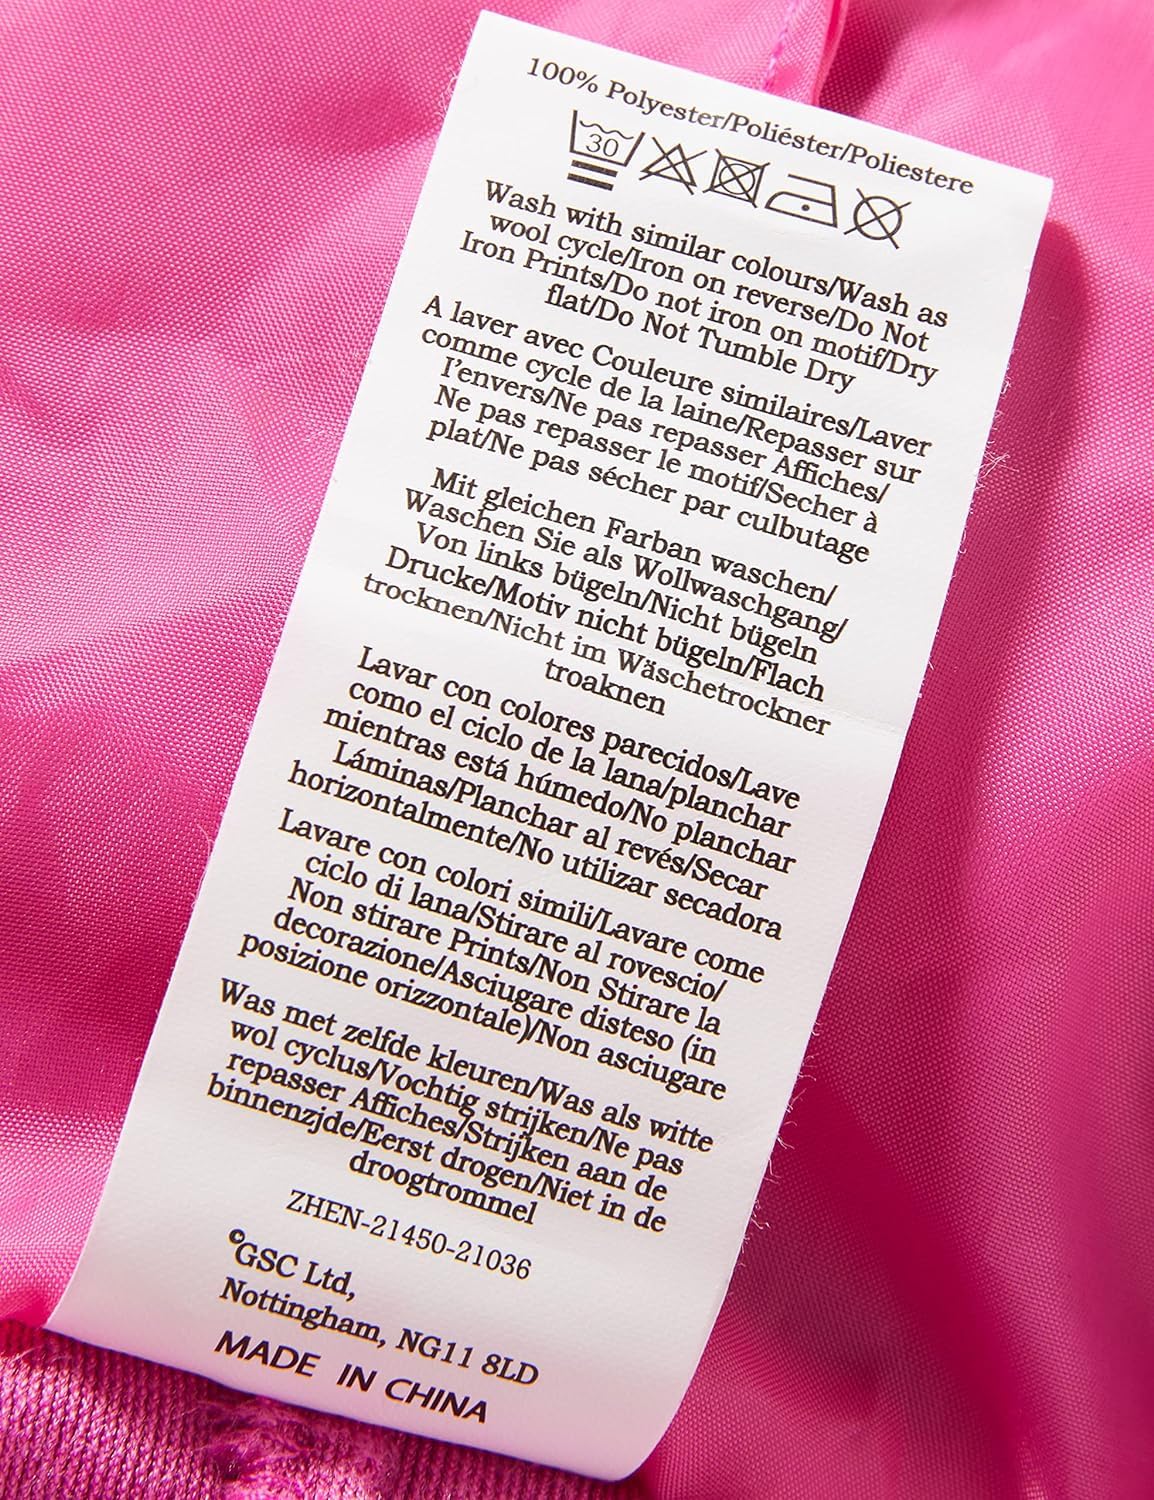 100% Polyester/Poliéster/Poliestere
30
Wash with similar colours/Wash as
wool cycle/Iron on reverse/Do Not
Iron Prints/Do not iron on motif/Dry
flat/Do Not Tumble Dry
A laver avec Couleure similaires/Laver
comme cycle de la laine/Repasser sur
I'envers/Ne pas repasser Affiches/
Ne pas repasser le motif/Secher à
plat/Ne pas sécher par culbutage
Mit gleichen Farban waschen/
Waschen Sie als Wollwaschgang/
Von links bügeln/Nicht bügeln
Drucke/Motiv nicht bügeln/Flach
trocknen/Nicht im Wäschetrockner
troaknen
Lavar con colores parecidos/Lave
como el ciclo de la lana/planchar
mientras está húmedo/No planchar
Láminas/Planchar al revés/Secar
horizontalmente/No utilizar secadora
Lavare con colori simili/Lavare come
ciclo di lana/Stirare al rovescio/
Non stirare Prints/Non Stirare la
decorazione/Asciugare disteso (in
posizione orizzontale)/Non asciugare
Was met zelfde kleuren/Was als witte
wol cyclus/Vochtig strijken/Ne pas
repasser Affiches/Strijken aan de
binnenzjde/Eerst drogen/Niet in de
droogtrommel
ZHEN-21450-21036
©GSC Ltd,
Nottingham, NG11 8LD
MADE IN CHINA